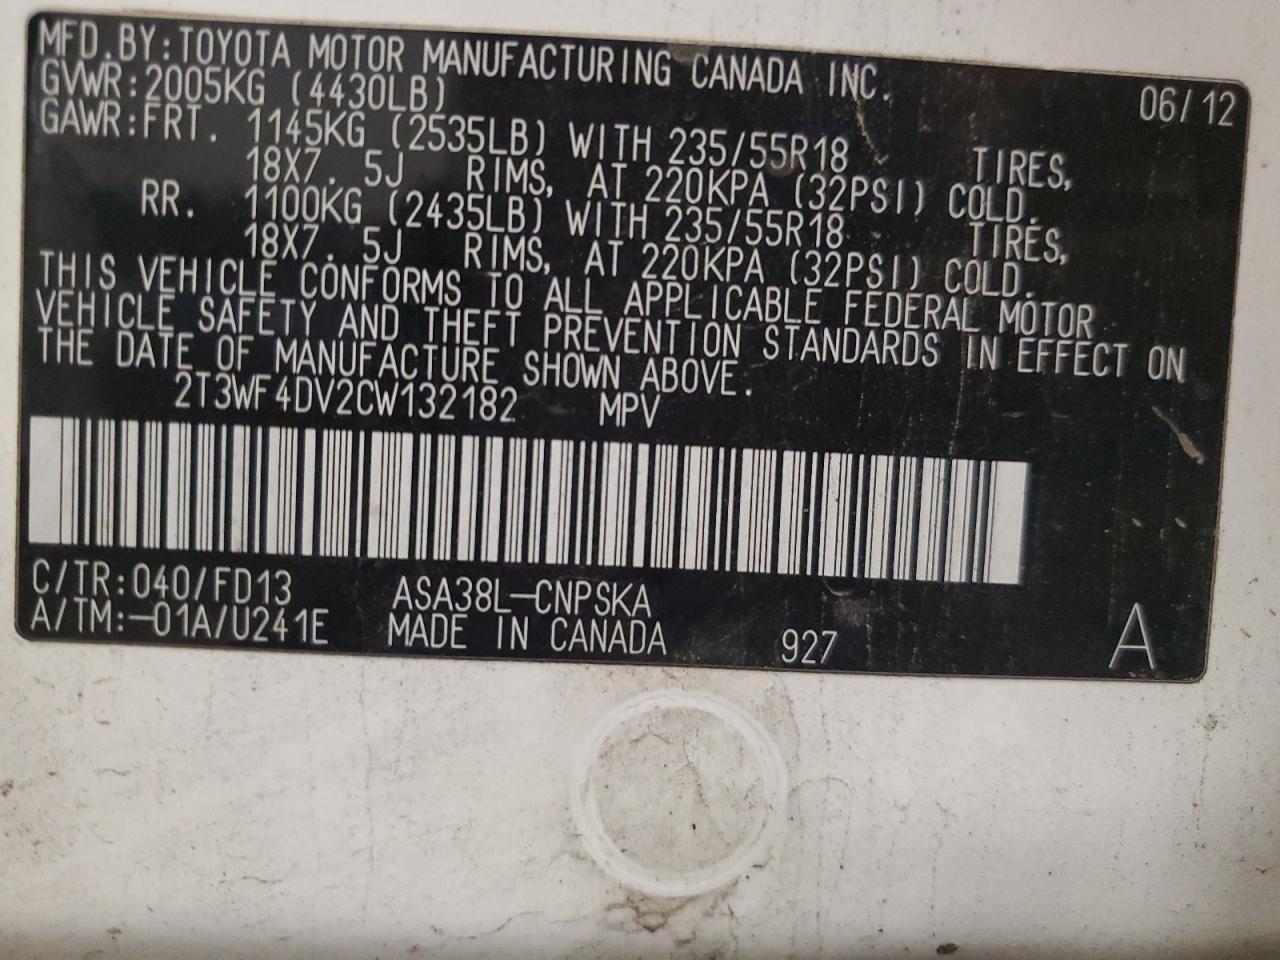 MFD.BY:TOYOTA MOTOR MANUFACTURING CANADA INC.
GVWR:2005KG (4430LB) 06/12
GAWR:FRT. 1145KG (2535LB) WITH 235/55R18 TIRES,
18X7.5J RIMS, AT 220KPA (32PSI) COLD.
RR. 1100KG (2435LB) WITH 235/55R18 TIRES,
18X7.5J RIMS, AT 220KPA (32PSI) COLD.
THIS VEHICLE CONFORMS TO ALL APPLICABLE FEDERAL MOTOR
VEHICLE SAFETY AND THEFT PREVENTION STANDARDS IN EFFECT ON
THE DATE OF MANUFACTURE SHOWN ABOVE.
2T3WF4DV2CW132182 MPV
C/TR:040/FD13 ASA38L-CNPSKA
A/TM:-01A/U241E MADE IN CANADA 927 A